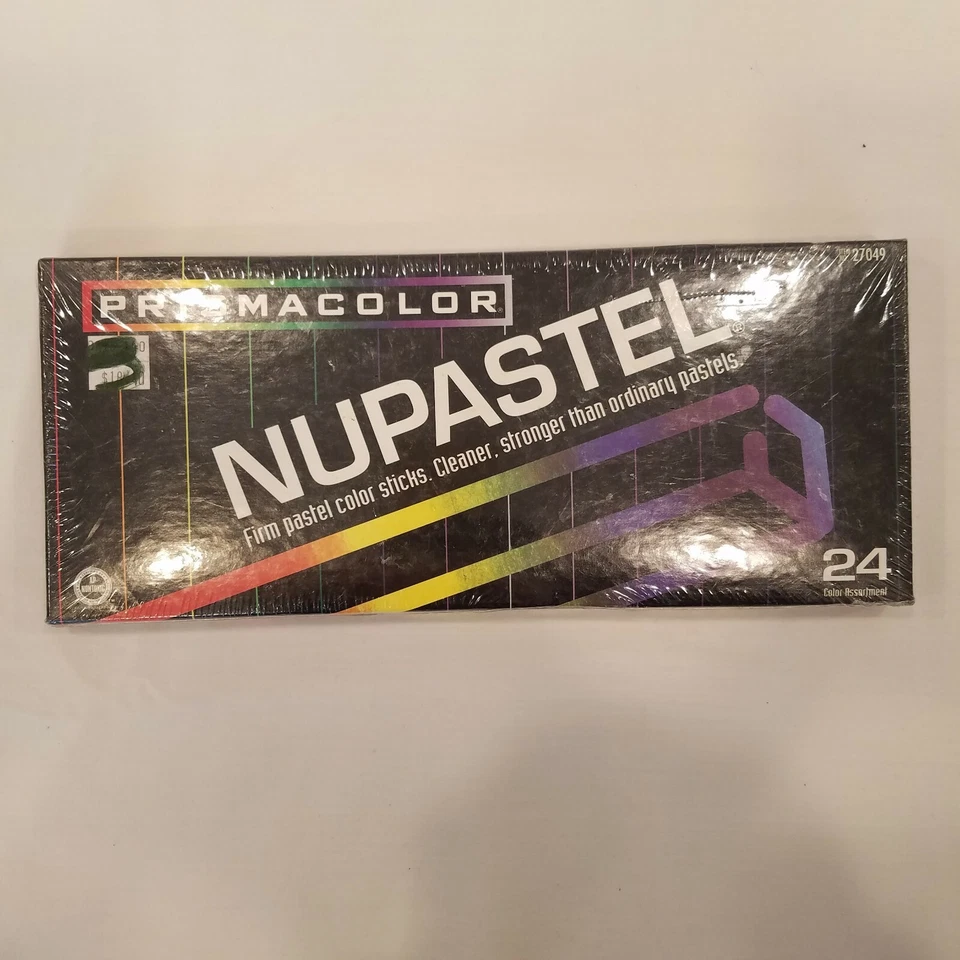 PRISMACOLOR
27049
NUPASTEL®
Firm pastel color sticks. Cleaner, stronger than ordinary pastels.
24
Color Assortment